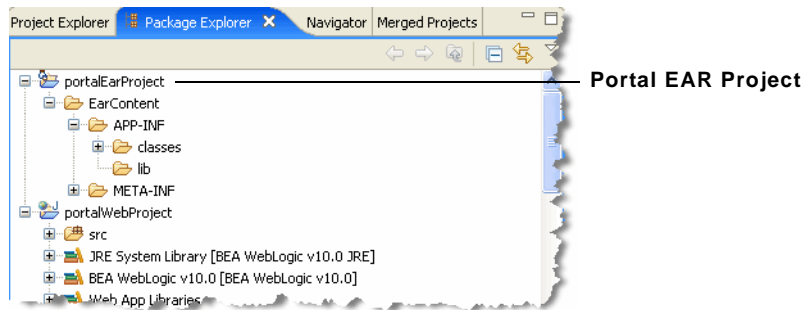 Project Explorer Package Explorer Navigator Merged Projects
portalEarProject Portal EAR Project
EarContent
APP-INF
classes
lib
META-INF
portalWebProject
src
JRE System Library [BEA WebLogic v10.0 JRE]
BEA WebLogic v10.0 [BEA WebLogic v10.0]
Web App Libraries